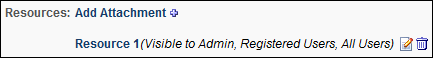 Resources: Add Attachment
Resource 1(Visible to Admin, Registered Users, All Users)